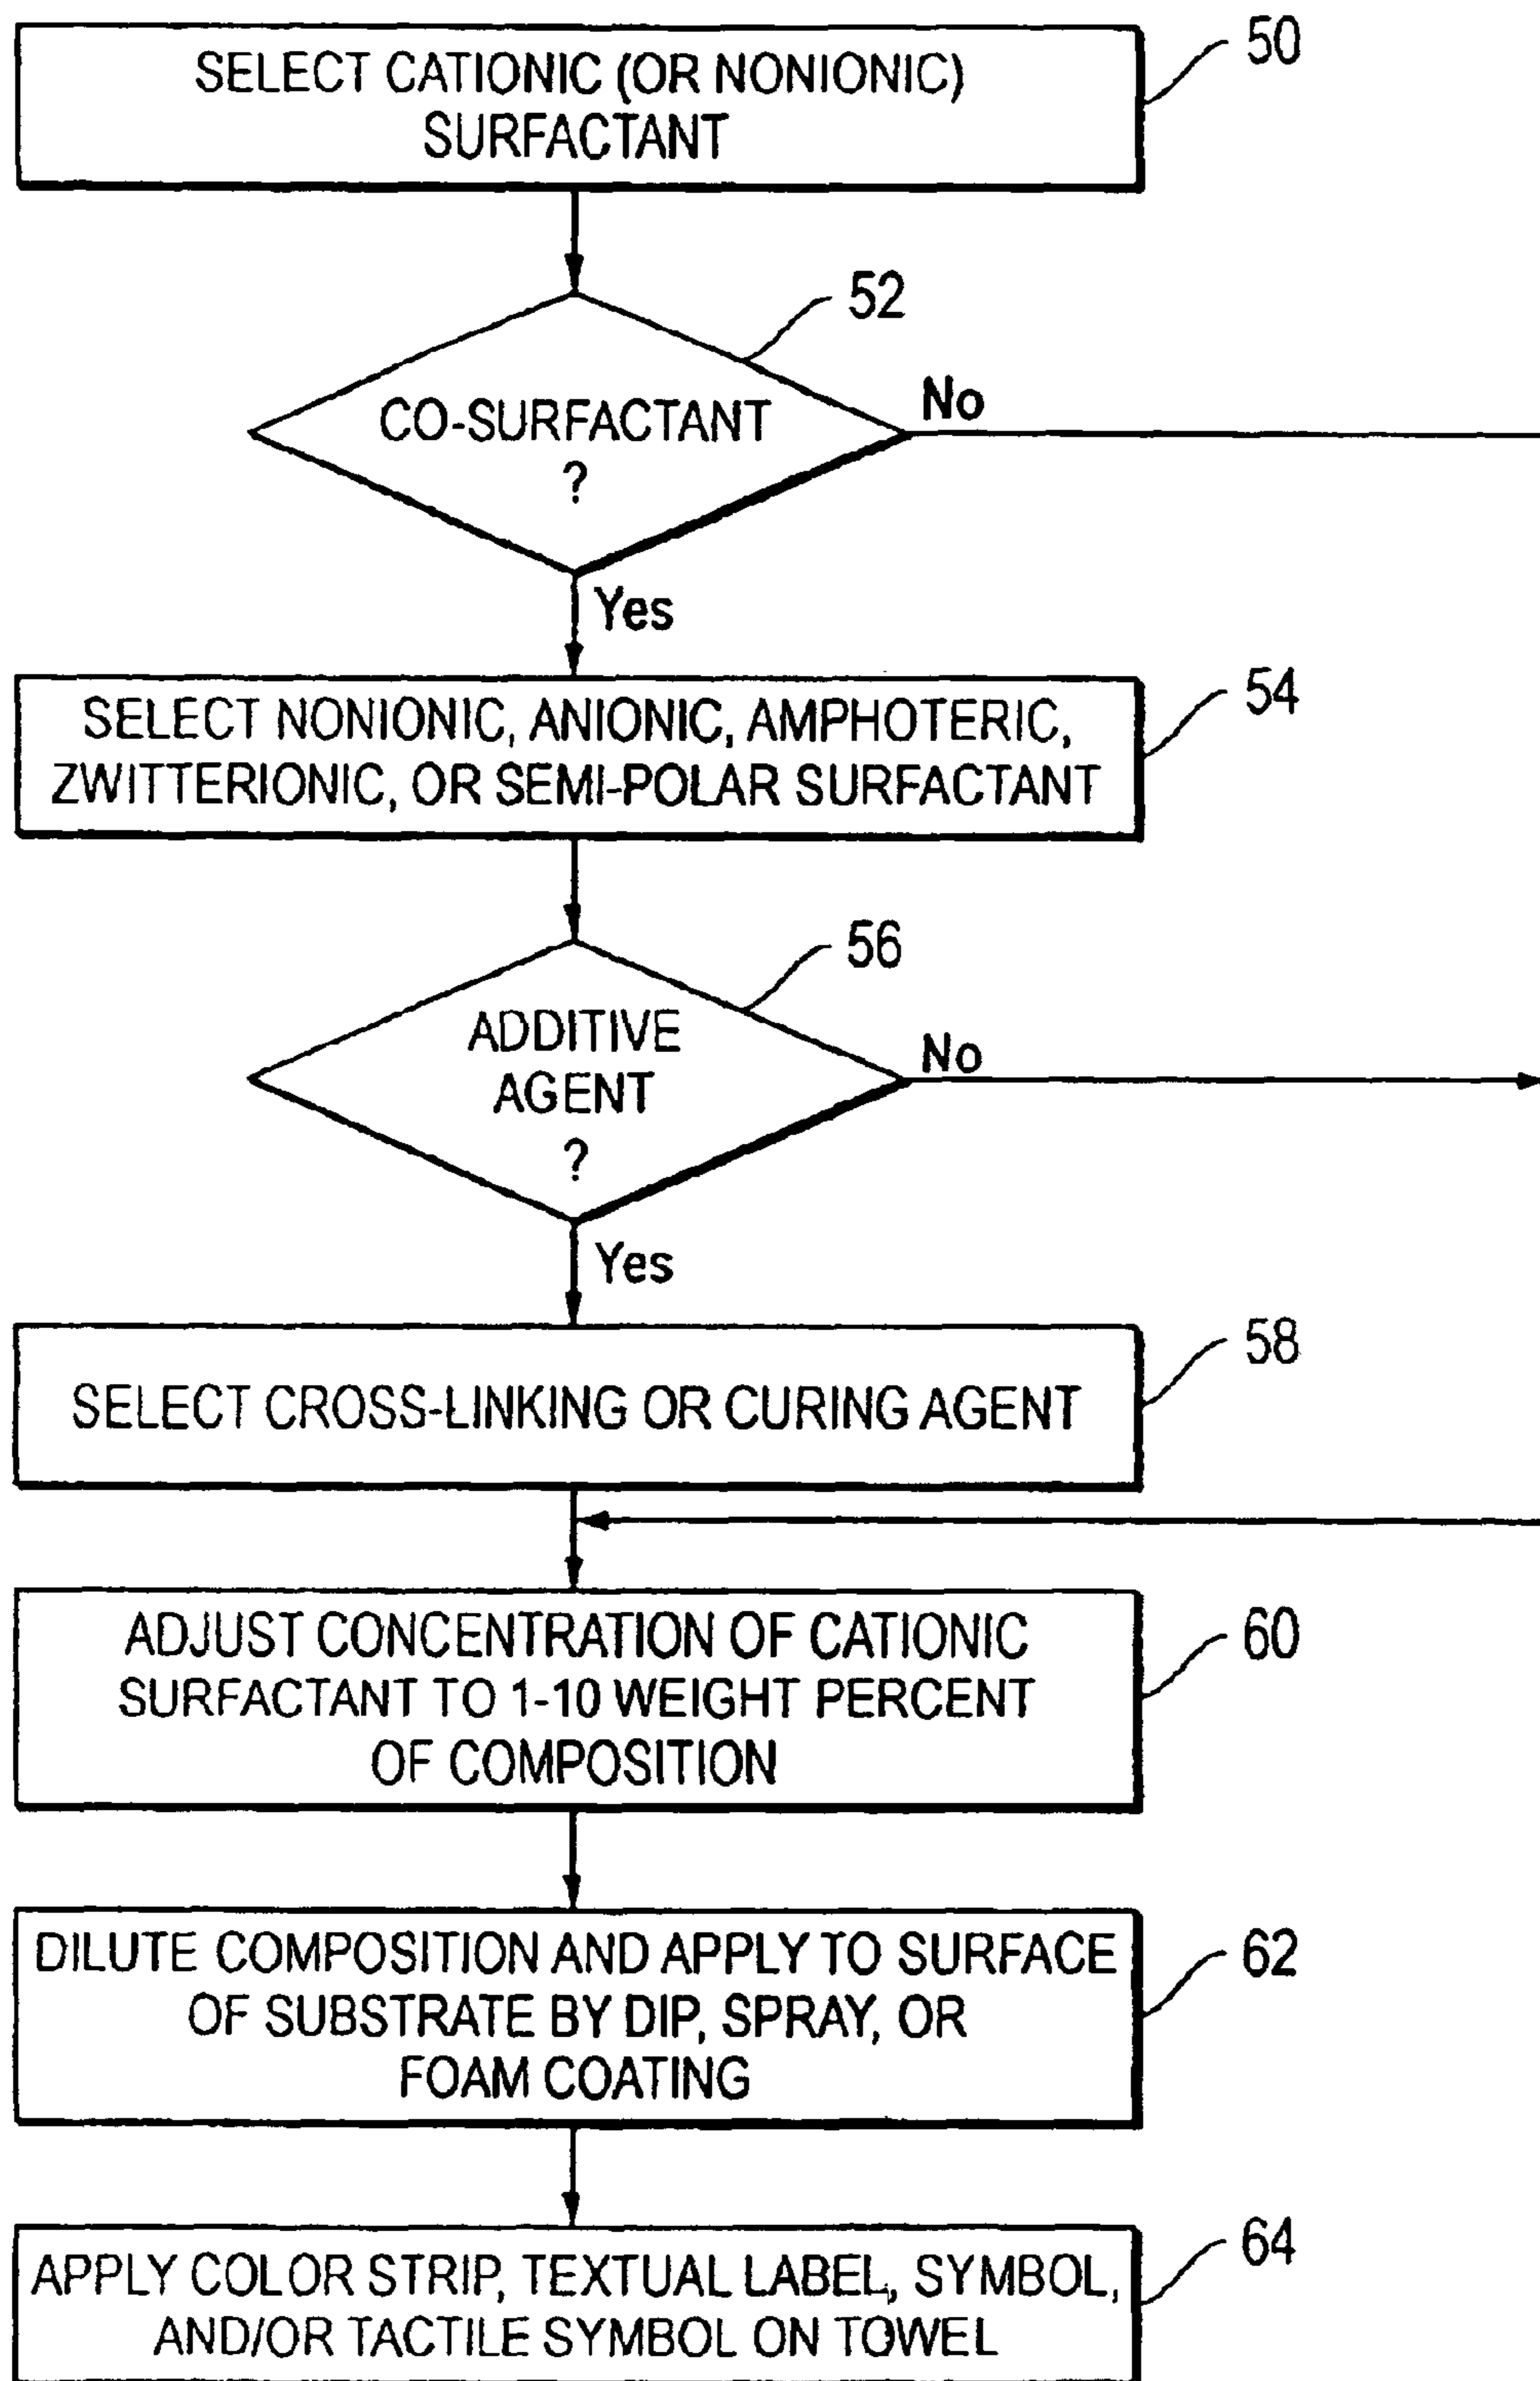 50
SELECT CATIONIC (OR NONIONIC)
SURFACTANT
52
CO-SURFACTANT
?
No
Yes
54
SELECT NONIONIC, ANIONIC, AMPHOTERIC,
ZWITTERIONIC, OR SEMI-POLAR SURFACTANT
56
ADDITIVE
AGENT
?
No
Yes
58
SELECT CROSS-LINKING OR CURING AGENT
60
ADJUST CONCENTRATION OF CATIONIC
SURFACTANT TO 1-10 WEIGHT PERCENT
OF COMPOSITION
62
DILUTE COMPOSITION AND APPLY TO SURFACE
OF SUBSTRATE BY DIP, SPRAY, OR
FOAM COATING
64
APPLY COLOR STRIP, TEXTUAL LABEL, SYMBOL,
AND/OR TACTILE SYMBOL ON TOWEL